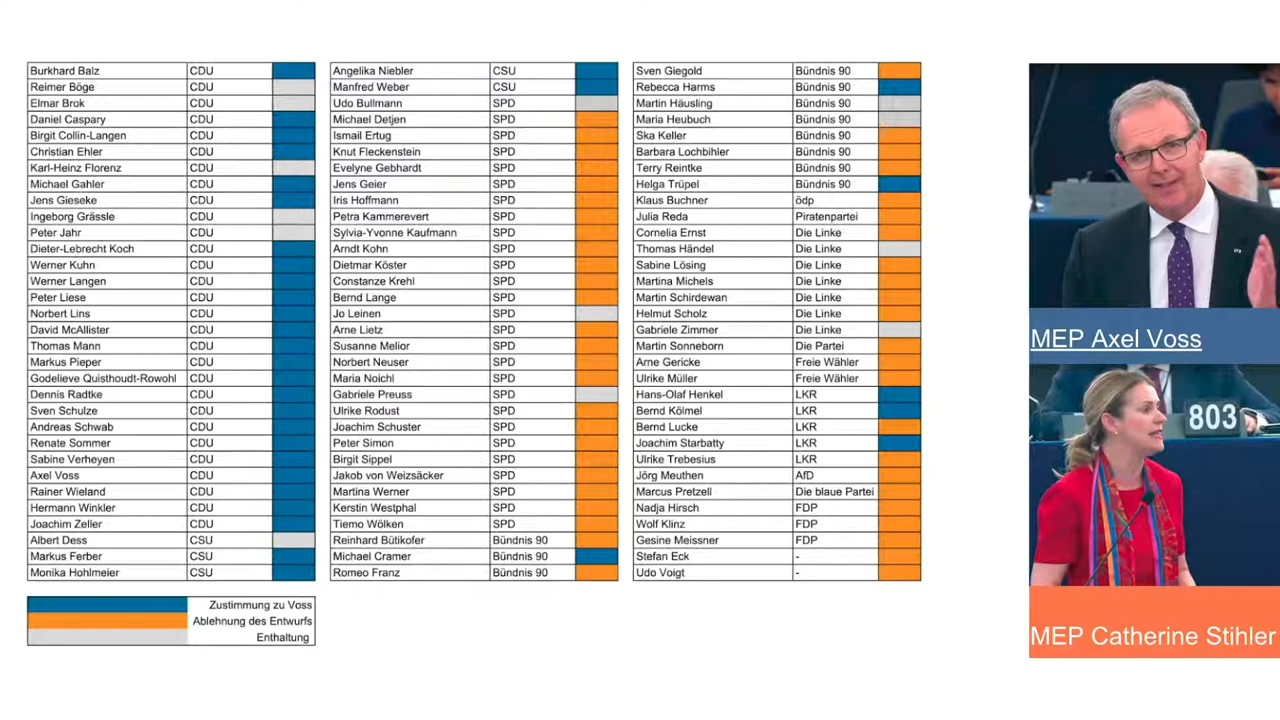 Burkhard Balz CDU
Reimer Böge CDU
Elmar Brok CDU
Daniel Caspary CDU
Birgit Collin-Langen CDU
Christian Ehler CDU
Karl-Heinz Florenz CDU
Michael Gahler CDU
Jens Gieseke CDU
Ingeborg Grässle CDU
Peter Jahr CDU
Dieter-Lebrecht Koch CDU
Werner Kuhn CDU
Werner Langen CDU
Peter Liese CDU
Norbert Lins CDU
David McAllister CDU
Thomas Mann CDU
Markus Pieper CDU
Godelieve Quisthoudt-Rowohl CDU
Dennis Radtke CDU
Sven Schulze CDU
Andreas Schwab CDU
Renate Sommer CDU
Sabine Verheyen CDU
Axel Voss CDU
Rainer Wieland CDU
Hermann Winkler CDU
Joachim Zeller CDU
Albert Dess CSU
Markus Ferber CSU
Monika Hohlmeier CSU
Angelika Niebler CSU
Manfred Weber CSU
Udo Bullmann SPD
Michael Detjen SPD
Ismail Ertug SPD
Knut Fleckenstein SPD
Evelyne Gebhardt SPD
Jens Geier SPD
Iris Hoffmann SPD
Petra Kammerevert SPD
Sylvia-Yvonne Kaufmann SPD
Arndt Kohn SPD
Dietmar Köster SPD
Constanze Krehl SPD
Bernd Lange SPD
Jo Leinen SPD
Arne Lietz SPD
Susanne Melior SPD
Norbert Neuser SPD
Maria Noichl SPD
Gabriele Preuss SPD
Ulrike Rodust SPD
Joachim Schuster SPD
Peter Simon SPD
Birgit Sippel SPD
Jakob von Weizsäcker SPD
Martina Werner SPD
Kerstin Westphal SPD
Tiemo Wölken SPD
Reinhard Bütikofer Bündnis 90
Michael Cramer Bündnis 90
Romeo Franz Bündnis 90
Sven Giegold Bündnis 90
Rebecca Harms Bündnis 90
Martin Häusling Bündnis 90
Maria Heubuch Bündnis 90
Ska Keller Bündnis 90
Barbara Lochbihler Bündnis 90
Terry Reintke Bündnis 90
Helga Trüpel Bündnis 90
Klaus Buchner ödp
Julia Reda Piratenpartei
Cornelia Ernst Die Linke
Thomas Händel Die Linke
Sabine Lösing Die Linke
Martina Michels Die Linke
Martin Schirdewan Die Linke
Helmut Scholz Die Linke
Gabriele Zimmer Die Linke
Martin Sonneborn Die Partei
Arne Gericke Freie Wähler
Ulrike Müller Freie Wähler
Hans-Olaf Henkel LKR
Bernd Kölmel LKR
Bernd Lucke LKR
Joachim Starbatty LKR
Ulrike Trebesius LKR
Jörg Meuthen AfD
Marcus Pretzell Die blaue Partei
Nadja Hirsch FDP
Wolf Klinz FDP
Gesine Meissner FDP
Stefan Eck -
Udo Voigt -
Zustimmung zu Voss
Ablehnung des Entwurfs
Enthaltung
MEP Axel Voss
803
MEP Catherine Stihler